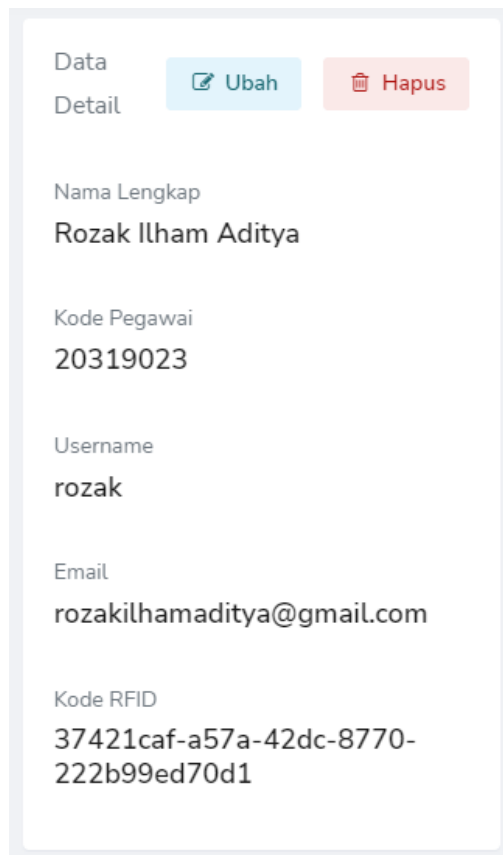 Data
Detail
Ubah
Hapus
Nama Lengkap
Rozak Ilham Aditya
Kode Pegawai
20319023
Username
rozak
Email
rozakilhamaditya@gmail.com
Kode RFID
37421caf-a57a-42dc-8770-
222b99ed70d1